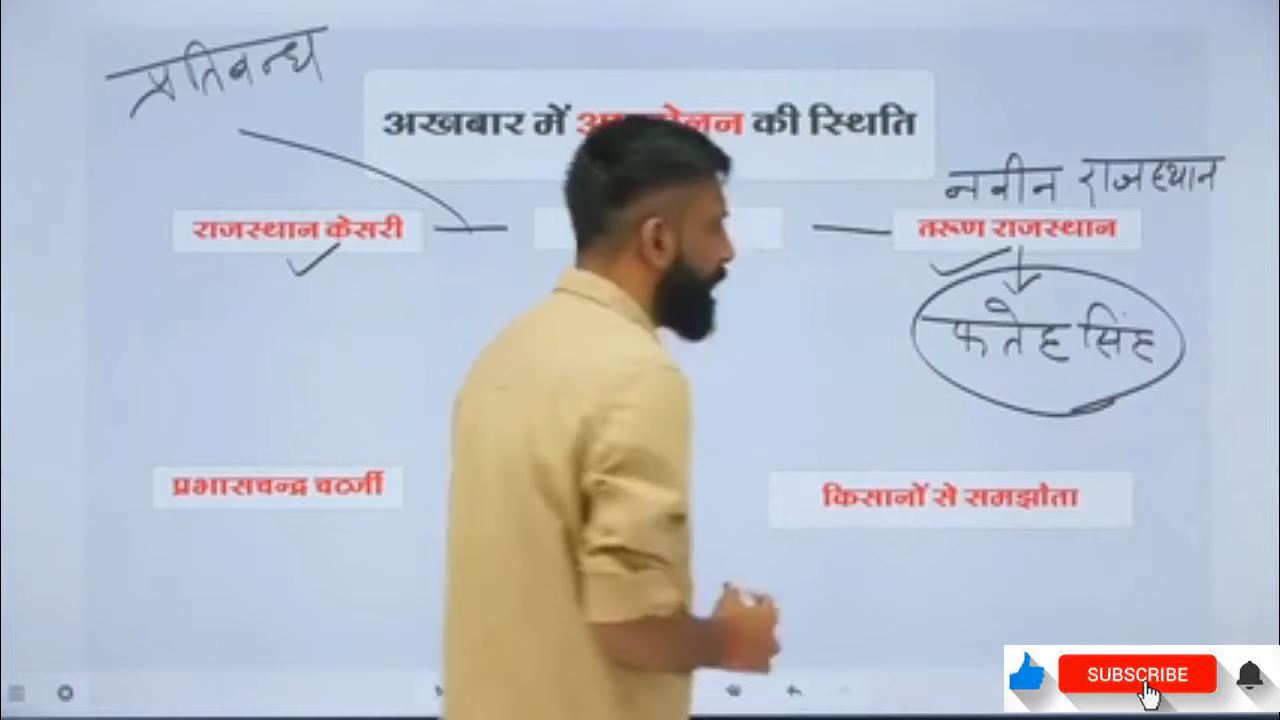 प्रतिबन्ध
अखबार में की स्थिति
नवीन राजस्थान
राजस्थान केसरी
तरूण राजस्थान
फतेह सिंह
प्रभासचन्द्र चटर्जी
किसानों से समझौता
SUBSCRIBE